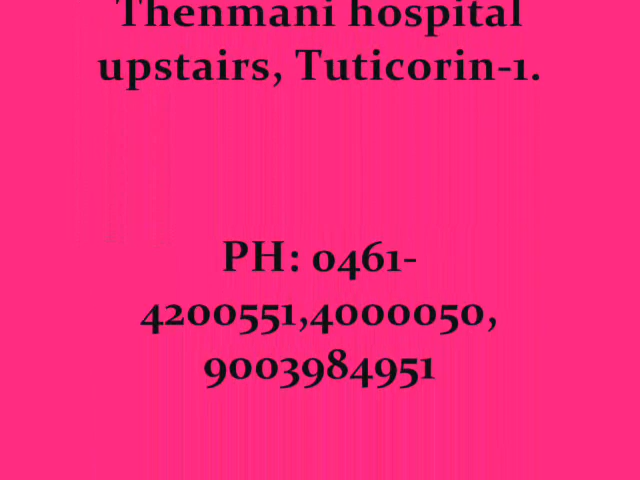 Thenmani hospital
upstairs, Tuticorin-1.
PH: 0461-
4200551,4000050,
9003984951